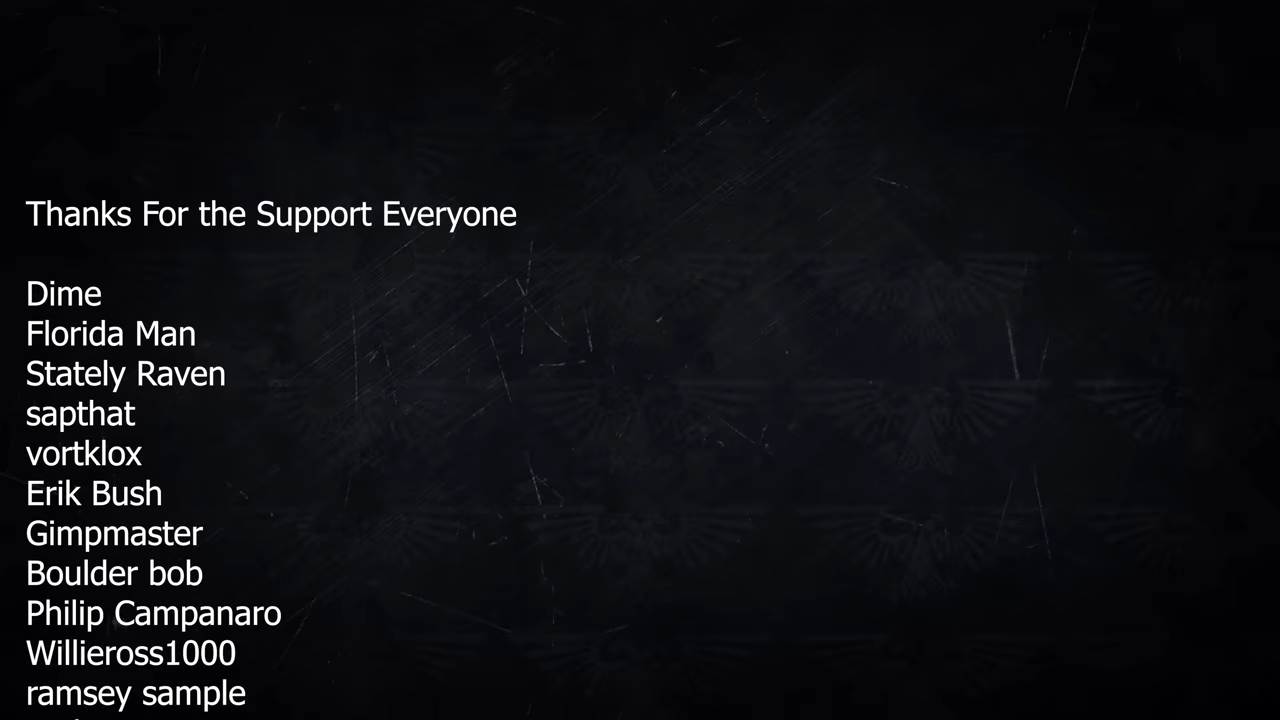 Thanks For the Support Everyone
Dime
Florida Man
Stately Raven
sapthat
vortklox
Erik Bush
Gimpmaster
Boulder bob
Philip Campanaro
Willieross1000
ramsey sample